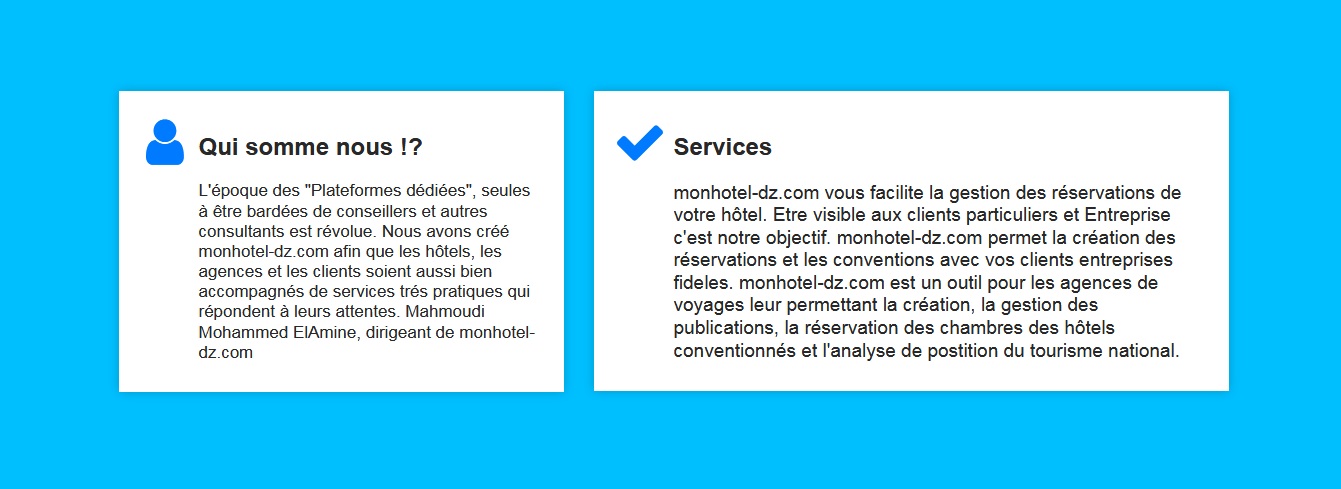 Qui somme nous !?
L'époque des "Plateformes dédiées", seules
à être bardées de conseillers et autres
consultants est révolue. Nous avons créé
monhotel-dz.com afin que les hôtels, les
agences et les clients soient aussi bien
accompagnés de services trés pratiques qui
répondent à leurs attentes. Mahmoudi
Mohammed ElAmine, dirigeant de monhotel-
dz.com
Services
monhotel-dz.com vous facilite la gestion des réservations de
votre hôtel. Etre visible aux clients particuliers et Entreprise
c'est notre objectif. monhotel-dz.com permet la création des
réservations et les conventions avec vos clients entreprises
fideles. monhotel-dz.com est un outil pour les agences de
voyages leur permettant la création, la gestion des
publications, la réservation des chambres des hôtels
conventionnés et l'analyse de postition du tourisme national.